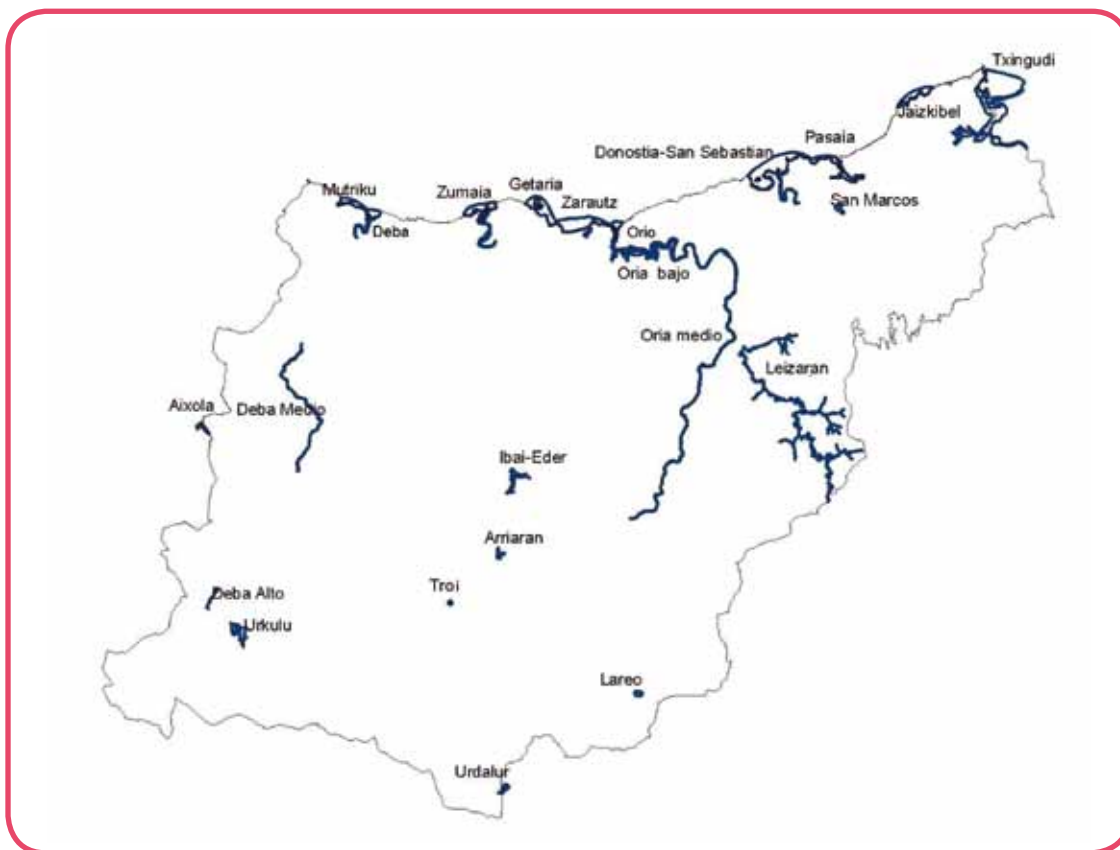 Txingudi
Jaizkibel
Pasaia
Donostia-San Sebastian
San Marcos
Getaria
Mutriku
Zumaia
Zarautz
Deba
Orio
Oria bajo
Oria medio
Leizaran
Aixola
Deba Medio
Ibai-Eder
Arriaran
Troi
Deba Alto
Urkulu
Lareo
Urdalur